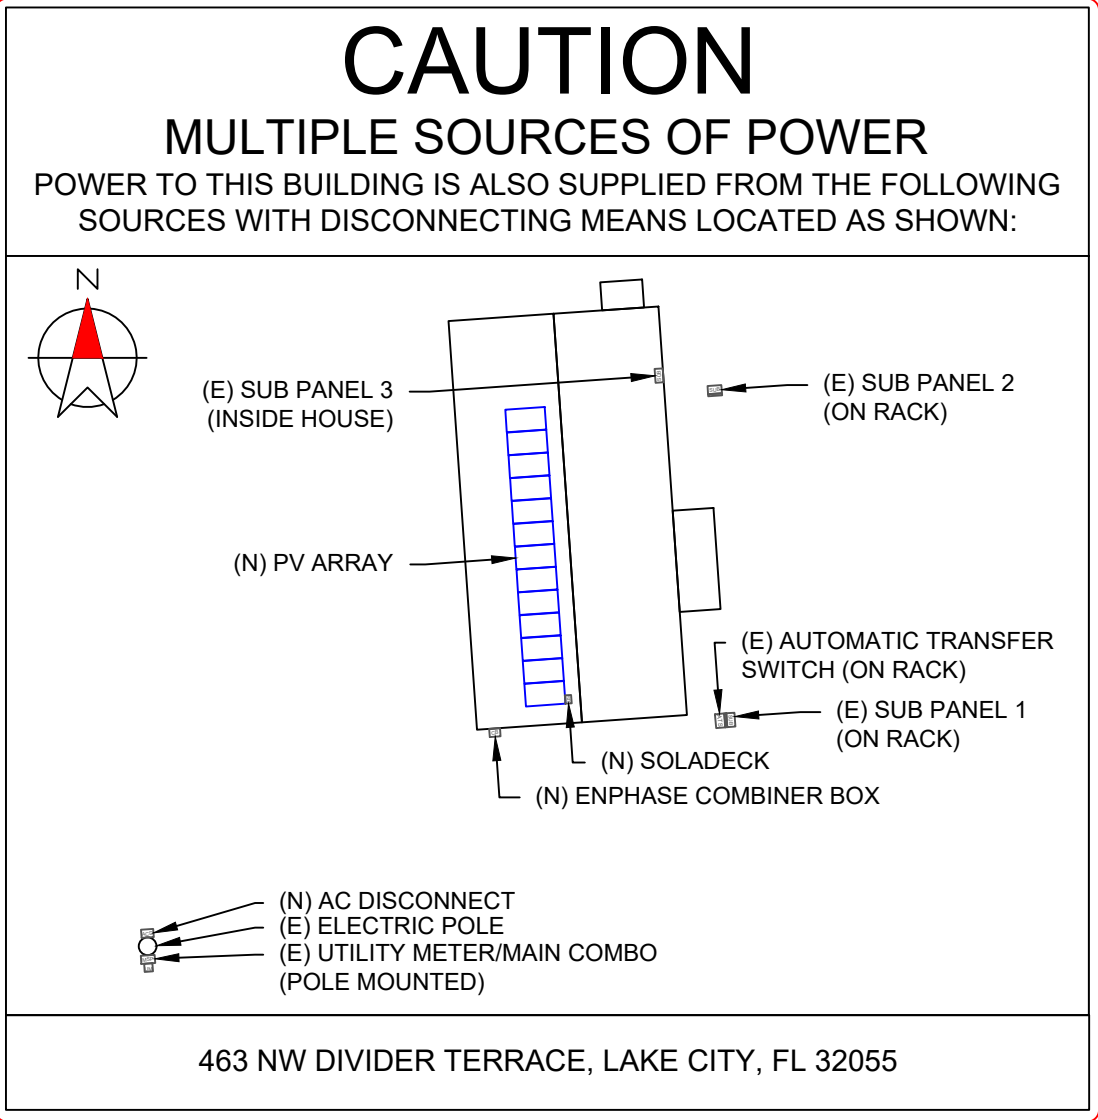 CAUTION
MULTIPLE SOURCES OF POWER
POWER TO THIS BUILDING IS ALSO SUPPLIED FROM THE FOLLOWING
SOURCES WITH DISCONNECTING MEANS LOCATED AS SHOWN:
N
(E) SUB PANEL 3
(INSIDE HOUSE)
(E) SUB PANEL 2
(ON RACK)
(N) PV ARRAY
(E) AUTOMATIC TRANSFER
SWITCH (ON RACK)
(E) SUB PANEL 1
(ON RACK)
(N) SOLADECK
(N) ENPHASE COMBINER BOX
(N) AC DISCONNECT
(E) ELECTRIC POLE
(E) UTILITY METER/MAIN COMBO
(POLE MOUNTED)
463 NW DIVIDER TERRACE, LAKE CITY, FL 32055